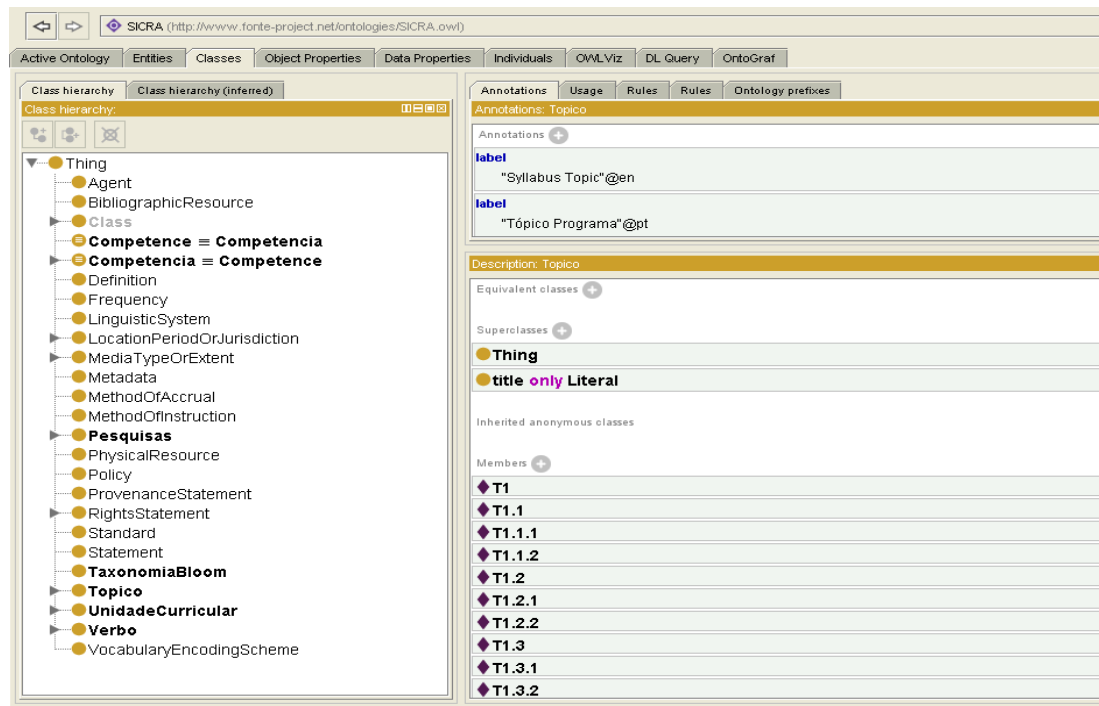 SICRA (http://www.fonte-project.net/ontologies/SICRA.owl)
Active Ontology Entities Classes Object Properties Data Properties Individuals OWLViz DL Query OntoGraf
Class hierarchy Class hierarchy (inferred)
Class hierarchy:
Thing
Agent
BibliographicResource
Class
Competence ≡ Competencia
Competencia ≡ Competence
Definition
Frequency
LinguisticSystem
LocationPeriodOrJurisdiction
MediaTypeOrExtent
Metadata
MethodOfAccrual
MethodOfInstruction
Pesquisas
PhysicalResource
Policy
ProvenanceStatement
RightsStatement
Standard
Statement
TaxonomiaBloom
Topico
UnidadeCurricular
Verbo
VocabularyEncodingScheme
Annotations Usage Rules Rules Ontology prefixes
Annotations: Topico
Annotations
label
"Syllabus Topic"@en
label
"Tópico Programa"@pt
Description: Topico
Equivalent classes
Superclasses
Thing
title only Literal
Inherited anonymous classes
Members
T1
T1.1
T1.1.1
T1.1.2
T1.2
T1.2.1
T1.2.2
T1.3
T1.3.1
T1.3.2